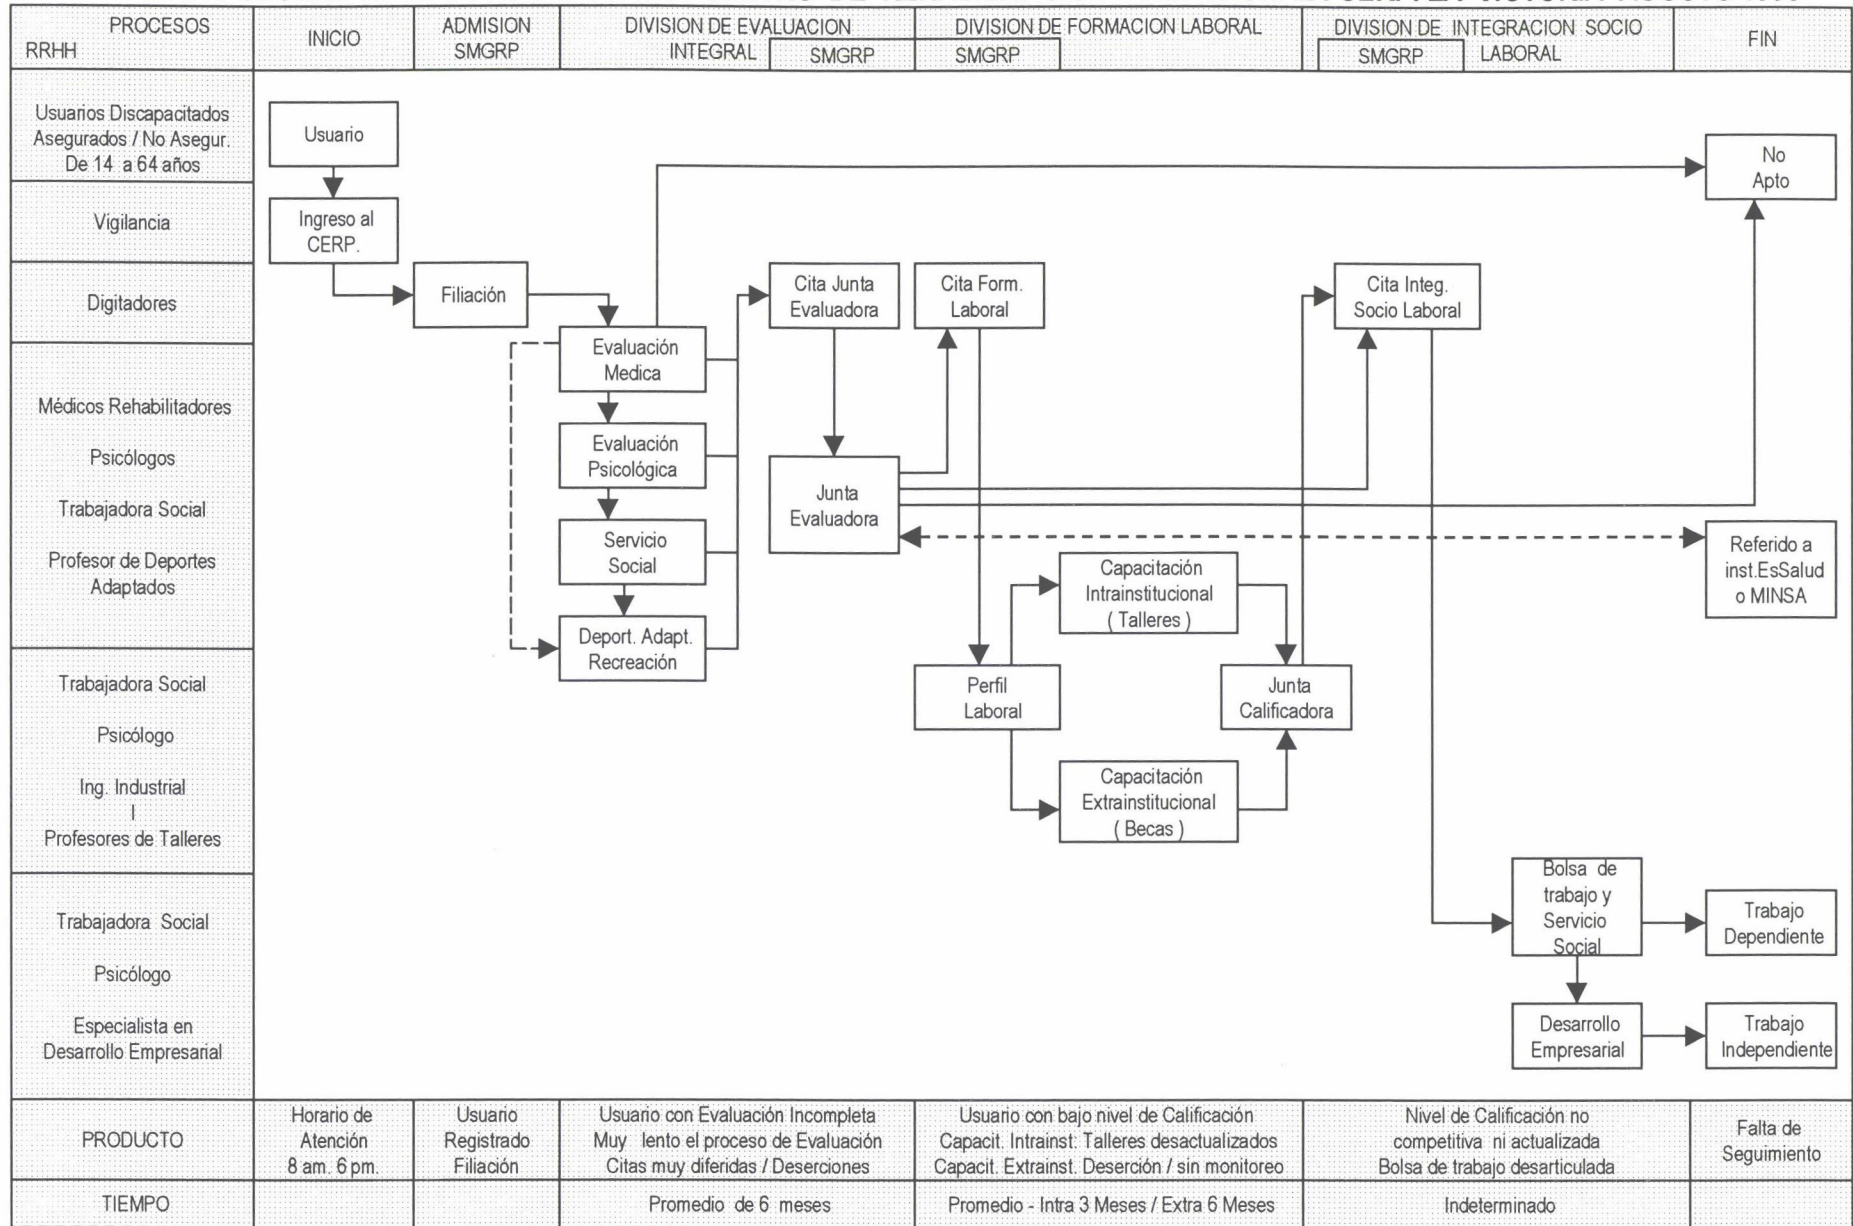 PROCESOS
RRHH
INICIO
ADMISION
SMGRP
DIVISION DE EVALUACION
INTEGRAL
SMGRP
DIVISION DE FORMACION LABORAL
SMGRP
DIVISION DE INTEGRACION SOCIO
SMGRP
LABORAL
FIN
Usuarios Discapacitados
Asegurados / No Asegur.
De 14 a 64 años
Usuario
No
Apto
Vigilancia
Ingreso al
CERP.
Digitadores
Filiación
Cita Junta
Evaluadora
Cita Form.
Laboral
Cita Integ.
Socio Laboral
Médicos Rehabilitadores
Psicólogos
Trabajadora Social
Profesor de Deportes
Adaptados
Evaluación
Medica
Evaluación
Psicológica
Servicio
Social
Deport. Adapt.
Recreación
Junta
Evaluadora
Referido a
inst.EsSalud
o MINSA
Capacitación
Intrainstitucional
( Talleres )
Trabajadora Social
Psicólogo
Ing. Industrial
I
Profesores de Talleres
Perfil
Laboral
Junta
Calificadora
Capacitación
Extrainstitucional
( Becas )
Trabajadora Social
Psicólogo
Especialista en
Desarrollo Empresarial
Bolsa de
trabajo y
Servicio
Social
Trabajo
Dependiente
Desarrollo
Empresarial
Trabajo
Independiente
PRODUCTO
Horario de
Atención
8 am. 6 pm.
Usuario
Registrado
Filiación
Usuario con Evaluación Incompleta
Muy lento el proceso de Evaluación
Citas muy diferidas / Deserciones
Usuario con bajo nivel de Calificación
Capacit. Intrainst: Talleres desactualizados
Capacit. Extrainst. Deserción / sin monitoreo
Nivel de Calificación no
competitiva ni actualizada
Bolsa de trabajo desarticulada
Falta de
Seguimiento
TIEMPO
Promedio de 6 meses
Promedio - Intra 3 Meses / Extra 6 Meses
Indeterminado